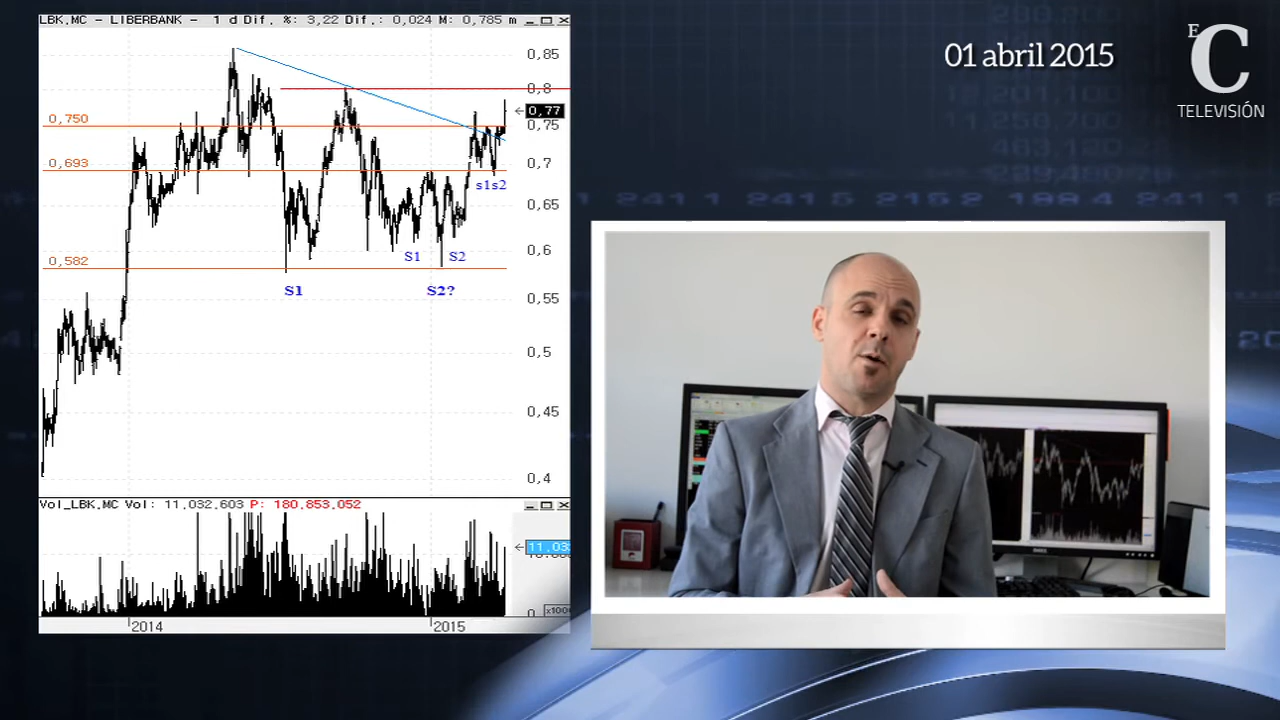 LBK.MC - LIBERBANK - 1 d Dif. %: 3,22 Dif.: 0,024 M: 0,785 m
0,85
0,8
0,77
0,750
0,75
0,693
0,7
s1s2
0,65
0,6
S1
S2
0,582
S1
S2?
0,55
0,5
0,45
0,4
Vol_LBK.MC Vol: 11.032.603 P: 180.853.052
11,03
0
x100
2014
2015
01 abril 2015
E
C
TELEVISIÓN